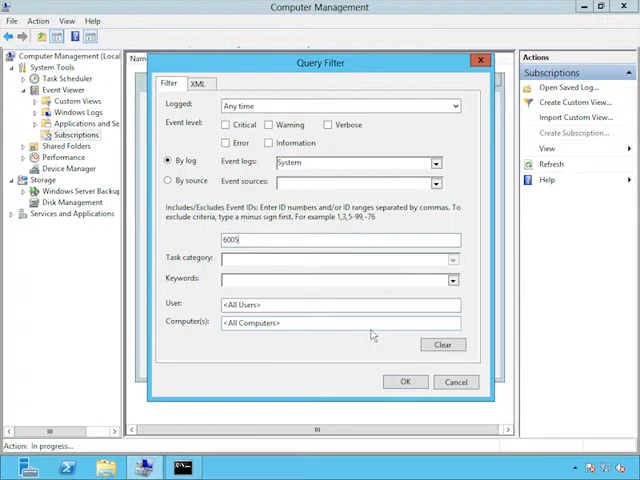 Computer Management
File Action View Help
Computer Management (Local
System Tools
Task Scheduler
Event Viewer
Custom Views
Windows Logs
Applications and Se
Subscriptions
Shared Folders
Performance
Device Manager
Storage
Windows Server Backup
Disk Management
Services and Applications
Nam
Query Filter
Filter XML
Logged: Any time
Event level: Critical Warning Verbose
Error Information
By log Event logs: System
By source Event sources:
Includes/Excludes Event IDs: Enter ID numbers and/or ID ranges separated by commas. To
exclude criteria, type a minus sign first. For example 1,3,5-99,-76
6005
Task category:
Keywords:
User: <All Users>
Computer(s): <All Computers>
Clear
OK Cancel
Actions
Subscriptions
Open Saved Log...
Create Custom View...
Import Custom View...
Create Subscription...
View
Refresh
Help
Action: In progress...